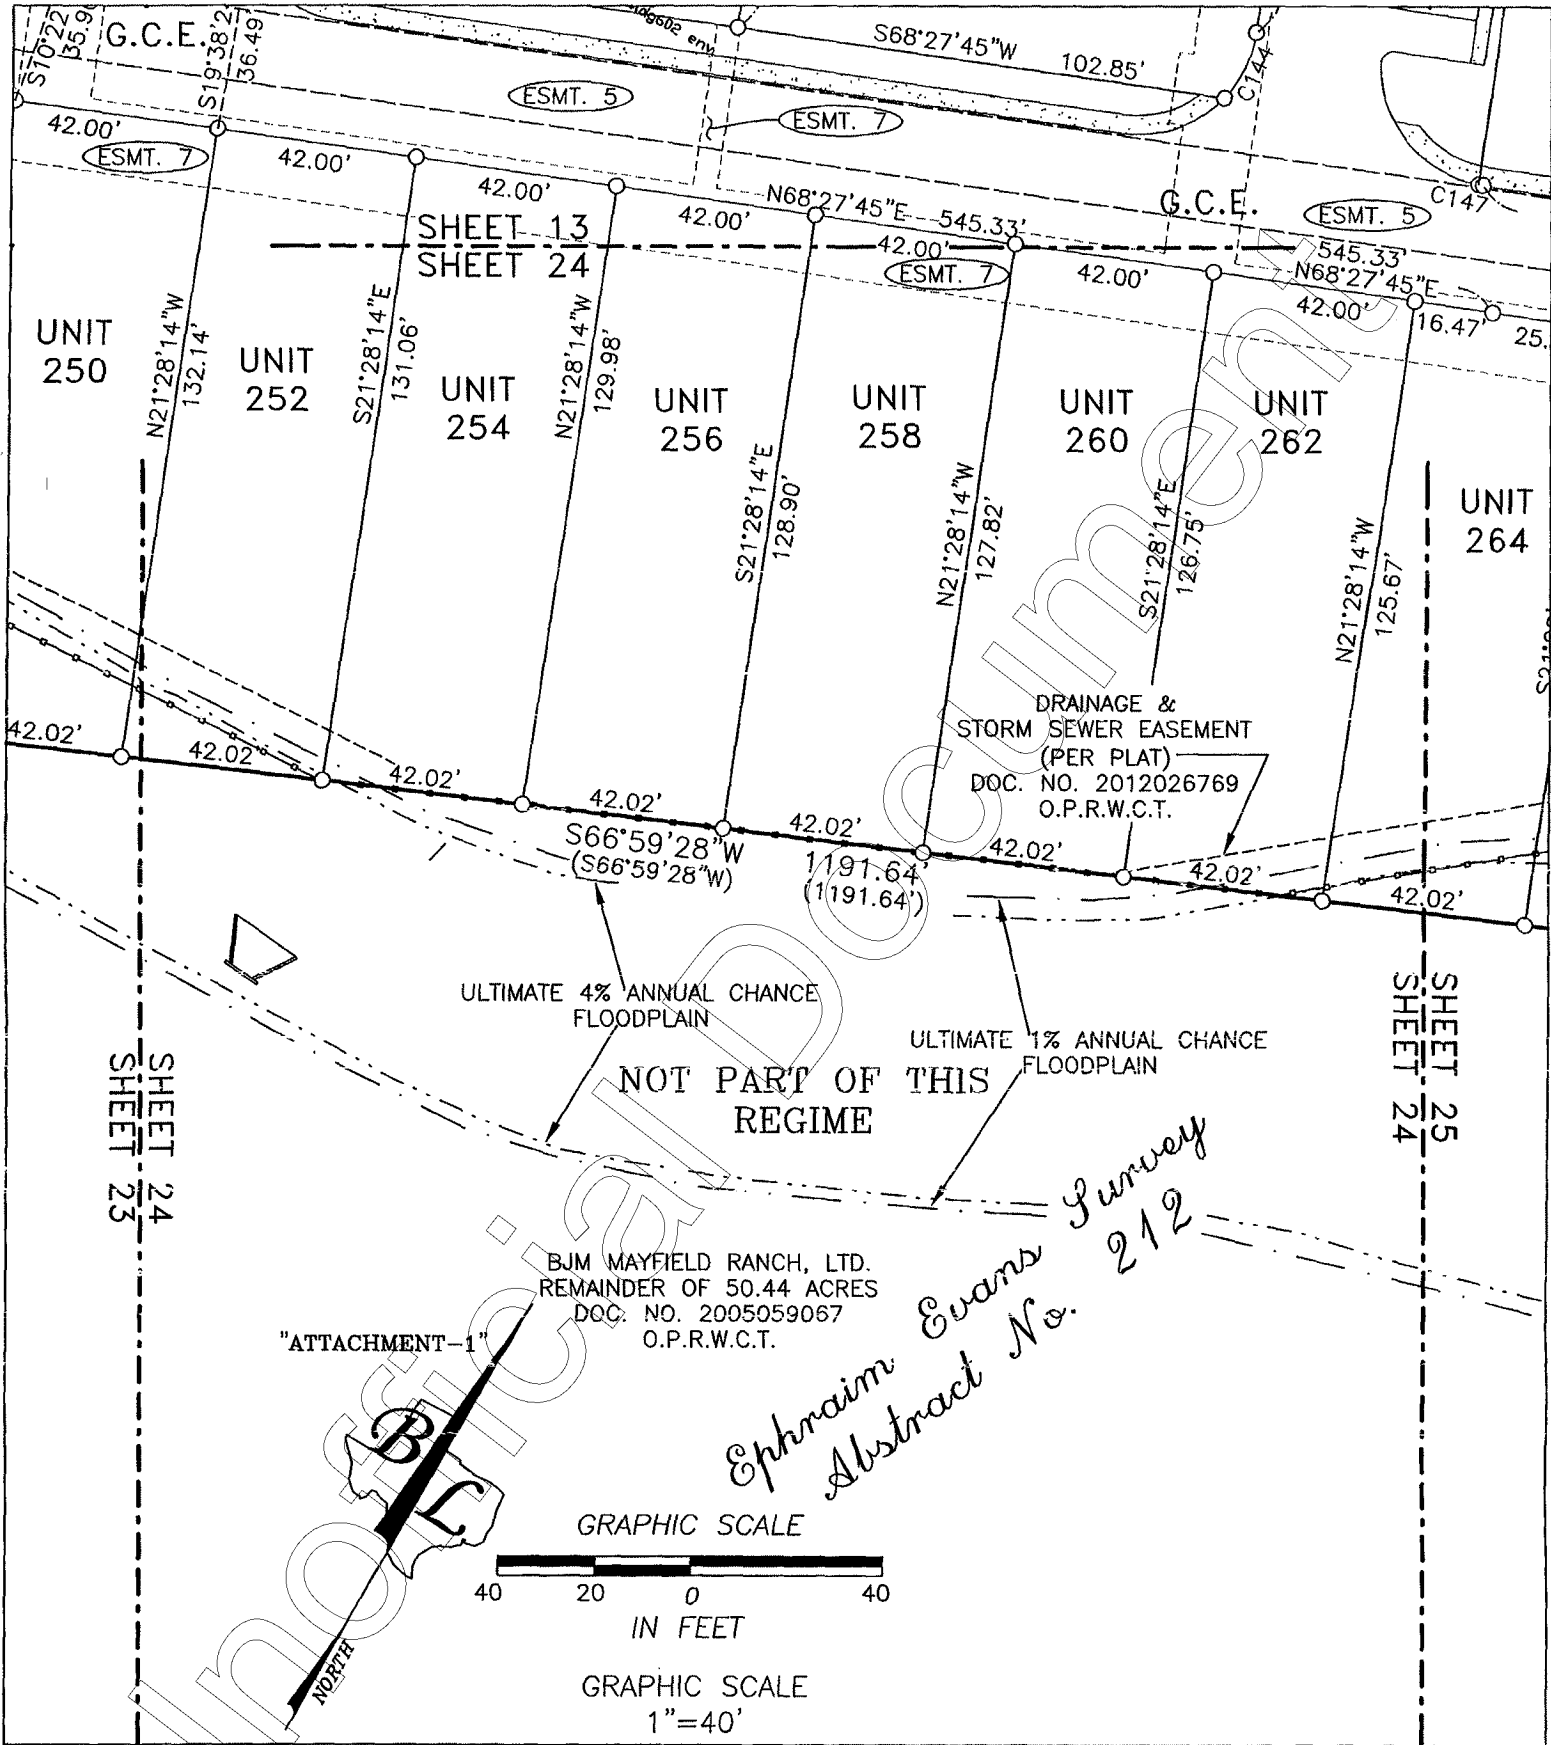 S10°22
35.90
G.C.E.
S19°38'2
36.49'
env
S68°27'45"W
102.85'
C144
ESMT. 5
ESMT. 7
42.00'
ESMT. 7
42.00'
42.00'
42.00'
N68°27'45"E
545.33'
42.00'
ESMT. 7
G.C.E.
C147
ESMT. 5
545.33'
N68°27'45"E
42.00'
42.00'
16.47'
25.
SHEET 13
SHEET 24
UNIT
250
N21°28'14"W
132.14'
UNIT
252
S21°28'14"E
131.06'
UNIT
254
N21°28'14"W
129.98'
UNIT
256
S21°28'14"E
128.90'
UNIT
258
N21°28'14"W
127.82'
UNIT
260
S21°28'14"E
126.75'
UNIT
262
N21°28'14"W
125.67'
UNIT
264
DRAINAGE &
STORM SEWER EASEMENT
(PER PLAT)
DOC. NO. 2012026769
O.P.R.W.C.T.
42.02'
42.02
42.02'
42.02'
42.02'
42.02'
42.02'
42.02'
S66°59'28"W
(S66°59'28"W)
1191.64'
(1191.64')
ULTIMATE 4% ANNUAL CHANCE
FLOODPLAIN
ULTIMATE 1% ANNUAL CHANCE
FLOODPLAIN
NOT PART OF THIS
REGIME
SHEET 24
SHEET 23
SHEET 25
SHEET 24
Ephraim Evans Survey
Abstract No. 212
BJM MAYFIELD RANCH, LTD.
REMAINDER OF 50.44 ACRES
DOC. NO. 2005059067
O.P.R.W.C.T.
"ATTACHMENT-1"
B
L
NORTH
GRAPHIC SCALE
40 20 0 40
IN FEET
GRAPHIC SCALE
1"=40'
Unofficial Document